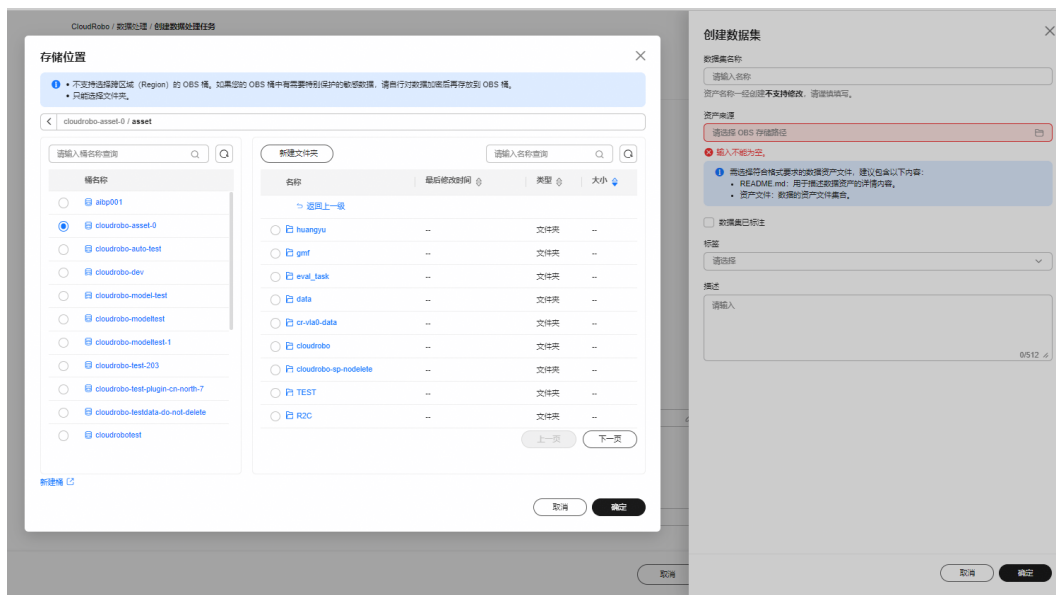 CloudRobo / 数据处理 / 创建数据处理任务
存储位置
• 不支持选择跨区域（Region）的 OBS 桶。如果您的 OBS 桶中有需要特别保护的敏感数据，请自行对数据加密后再存放到 OBS 桶。
• 只能选择文件夹。
cloudrobo-asset-0 / asset
请输入桶名称查询
桶名称
aibp001
cloudrobo-asset-0
cloudrobo-auto-test
cloudrobo-dev
cloudrobo-model-test
cloudrobo-modeltest
cloudrobo-modeltest-1
cloudrobo-test-203
cloudrobo-test-plugin-cn-north-7
cloudrobo-testdata-do-not-delete
cloudrobotest
新建桶
新建文件夹 请输入名称查询
名称 最后修改时间 类型 大小
返回上一级
huangyu -- 文件夹 --
gmf -- 文件夹 --
eval_task -- 文件夹 --
data -- 文件夹 --
cr-vla0-data -- 文件夹 --
cloudrobo -- 文件夹 --
cloudrobo-sp-nodelete -- 文件夹 --
TEST -- 文件夹 --
R2C -- 文件夹 --
上一页 下一页
取消 确定
取消
创建数据集
数据集名称
请输入名称
资产名称一经创建不支持修改，请谨慎填写。
资产来源
请选择 OBS 存储路径
输入不能为空。
需选择符合格式要求的数据资产文件，建议包含以下内容：
• README.md：用于描述数据资产的详情内容。
• 资产文件：数据的资产文件集合。
数据集已标注
标签
请选择
描述
请输入
0/512
取消 确定